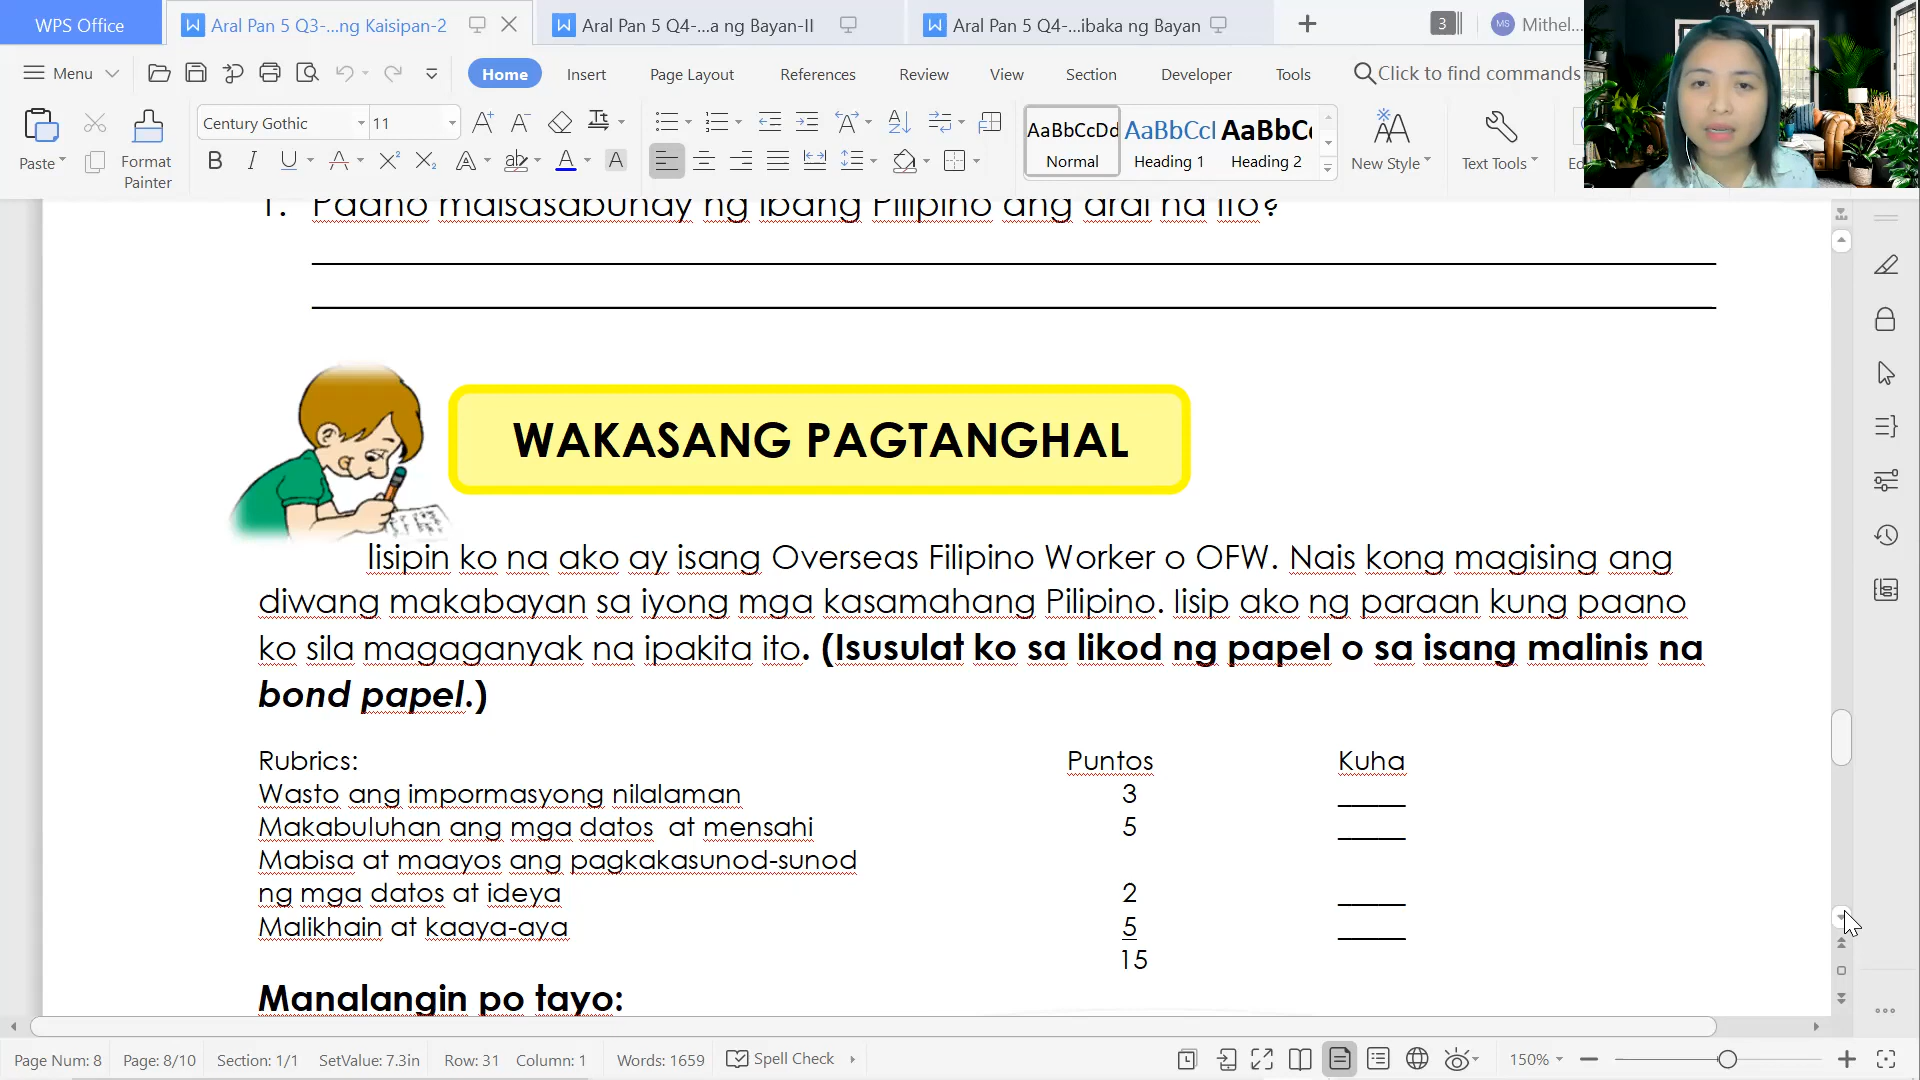 WPS Office
Aral Pan 5 Q3-...ng Kaisipan-2
Aral Pan 5 Q4-...a ng Bayan-II
Aral Pan 5 Q4-...ibaka ng Bayan
3
MS Mithel...
Menu
Home
Insert
Page Layout
References
Review
View
Section
Developer
Tools
Click to find commands
Paste
Format
Painter
Century Gothic
11
AaBbCcDd
Normal
AaBbCcl
Heading 1
AaBbC
Heading 2
New Style
Text Tools
1. Paano maisasabuhay ng ibang Pilipino ang aral na ito?
WAKASANG PAGTANGHAL
Iisipin ko na ako ay isang Overseas Filipino Worker o OFW. Nais kong magising ang
diwang makabayan sa iyong mga kasamahang Pilipino. Iisip ako ng paraan kung paano
ko sila magaganyak na ipakita ito. (Isusulat ko sa likod ng papel o sa isang malinis na
bond papel.)
Rubrics: Puntos Kuha
Wasto ang impormasyong nilalaman 3 _____
Makabuluhan ang mga datos at mensahi 5 _____
Mabisa at maayos ang pagkakasunod-sunod
ng mga datos at ideya 2 _____
Malikhain at kaaya-aya 5 _____
15
Manalangin po tayo:
Page Num: 8
Page: 8/10
Section: 1/1
SetValue: 7.3in
Row: 31
Column: 1
Words: 1659
Spell Check
150%